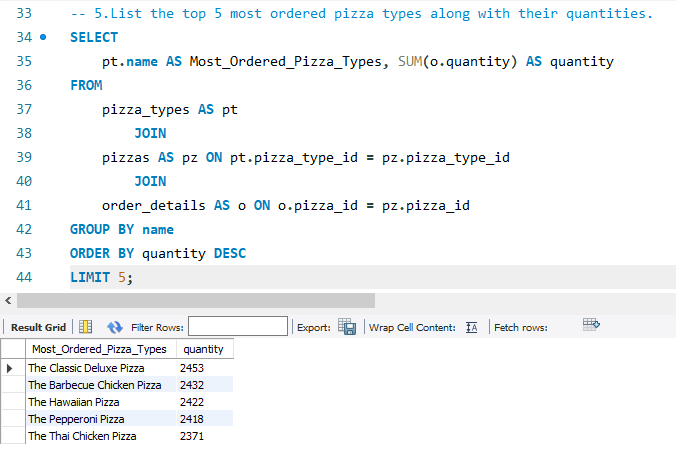 33 -- 5.List the top 5 most ordered pizza types along with their quantities.
34 SELECT
35 pt.name AS Most_Ordered_Pizza_Types, SUM(o.quantity) AS quantity
36 FROM
37 pizza_types AS pt
38 JOIN
39 pizzas AS pz ON pt.pizza_type_id = pz.pizza_type_id
40 JOIN
41 order_details AS o ON o.pizza_id = pz.pizza_id
42 GROUP BY name
43 ORDER BY quantity DESC
44 LIMIT 5;
Result Grid Filter Rows: Export: Wrap Cell Content: Fetch rows:
Most_Ordered_Pizza_Types quantity
The Classic Deluxe Pizza 2453
The Barbecue Chicken Pizza 2432
The Hawaiian Pizza 2422
The Pepperoni Pizza 2418
The Thai Chicken Pizza 2371